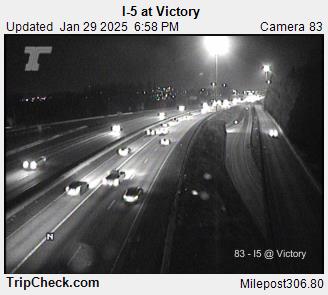 I-5 at Victory
Updated Jan 29 2025 6:58 PM Camera 83
T
N
83 - I5 @ Victory
TripCheck.com Milepost306.80